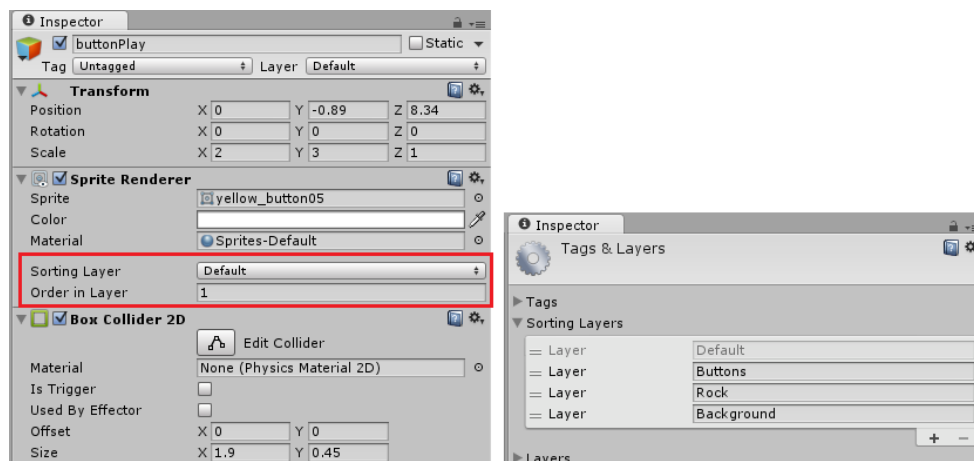 Inspector
buttonPlay Static
Tag Untagged Layer Default
Transform
Position X 0 Y -0.89 Z 8.34
Rotation X 0 Y 0 Z 0
Scale X 2 Y 3 Z 1
Sprite Renderer
Sprite yellow_button05
Color
Material Sprites-Default
Sorting Layer Default
Order in Layer 1
Box Collider 2D
Edit Collider
Material None (Physics Material 2D)
Is Trigger
Used By Effector
Offset X 0 Y 0
Size X 1.9 Y 0.45
Inspector
Tags & Layers
Tags
Sorting Layers
Layer Default
Layer Buttons
Layer Rock
Layer Background
Layers